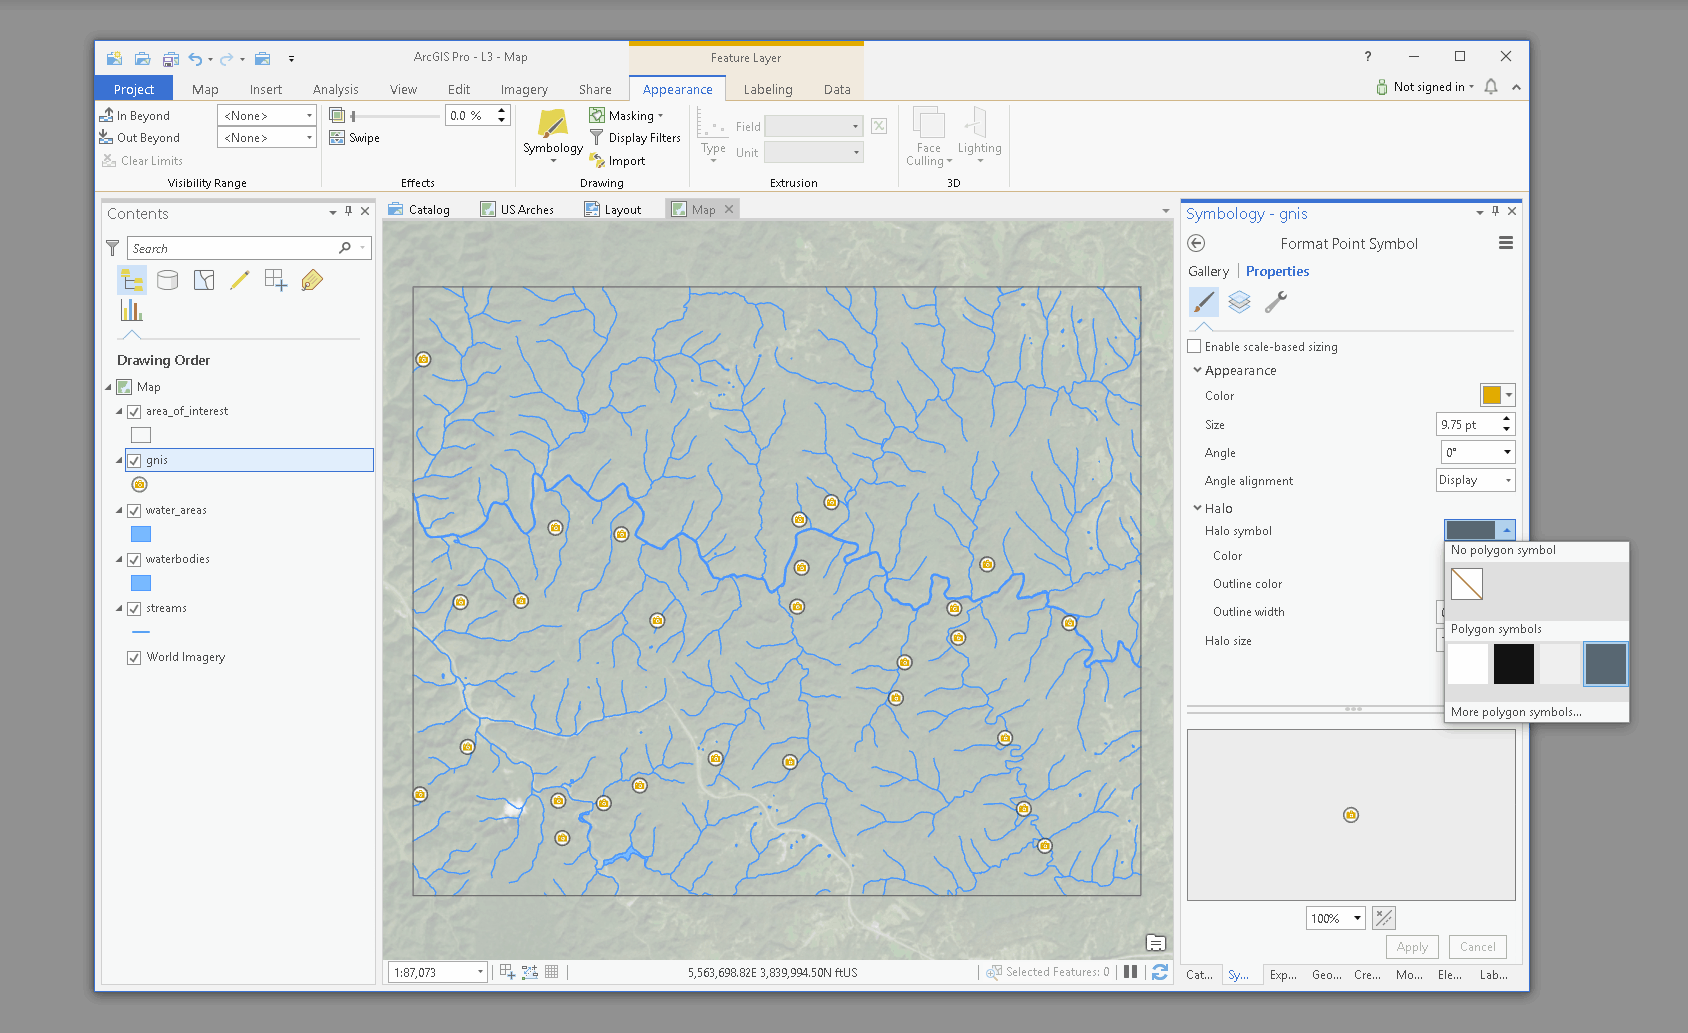 ArcGIS Pro - L3 - Map
Feature Layer
?
Project
Map
Insert
Analysis
View
Edit
Imagery
Share
Appearance
Labeling
Data
Not signed in
In Beyond
<None>
Out Beyond
<None>
Clear Limits
Visibility Range
0.0 %
Swipe
Effects
Symbology
Masking
Display Filters
Import
Drawing
Type
Field
Unit
Extrusion
Face
Culling
Lighting
3D
Contents
Search
Drawing Order
Map
area_of_interest
gnis
water_areas
waterbodies
streams
World Imagery
Catalog
US Arches
Layout
Map
1:87,073
5,563,698.82E 3,839,994.50N ftUS
Selected Features: 0
Symbology - gnis
Format Point Symbol
Gallery
Properties
Enable scale-based sizing
Appearance
Color
Size
9.75 pt
Angle
0°
Angle alignment
Display
Halo
Halo symbol
Color
Outline color
Outline width
Halo size
No polygon symbol
Polygon symbols
More polygon symbols...
100%
Apply
Cancel
Cat...
Sy...
Exp...
Geo...
Cre...
Mo...
Ele...
Lab...